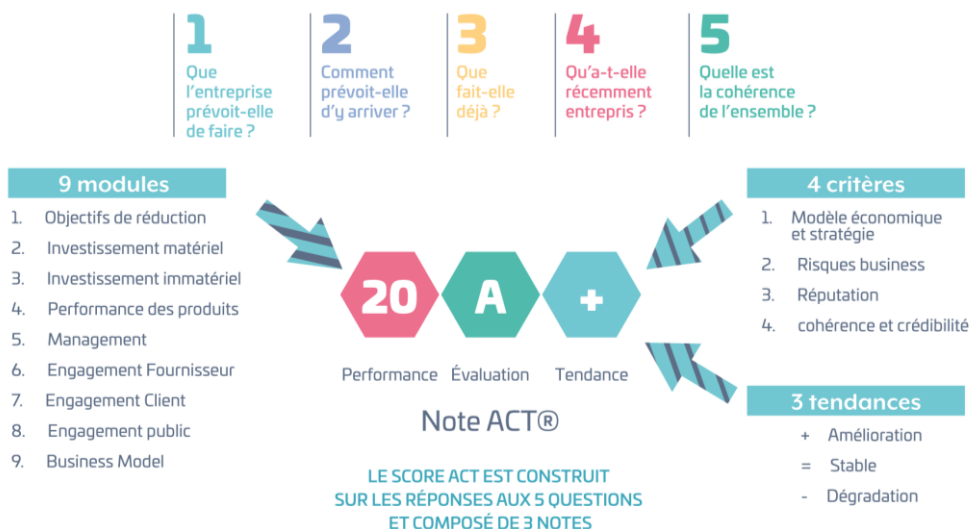 1
Que
l'entreprise
prévoit-elle
de faire ?
2
Comment
prévoit-elle
d'y arriver ?
3
Que
fait-elle
déjà ?
4
Qu'a-t-elle
récemment
entrepris ?
5
Quelle est
la cohérence
de l'ensemble ?
9 modules
1. Objectifs de réduction
2. Investissement matériel
3. Investissement immatériel
4. Performance des produits
5. Management
6. Engagement Fournisseur
7. Engagement Client
8. Engagement public
9. Business Model
20 A +
Performance Évaluation Tendance
Note ACT®
LE SCORE ACT EST CONSTRUIT
SUR LES RÉPONSES AUX 5 QUESTIONS
ET COMPOSÉ DE 3 NOTES
4 critères
1. Modèle économique
et stratégie
2. Risques business
3. Réputation
4. cohérence et crédibilité
3 tendances
+ Amélioration
= Stable
- Dégradation